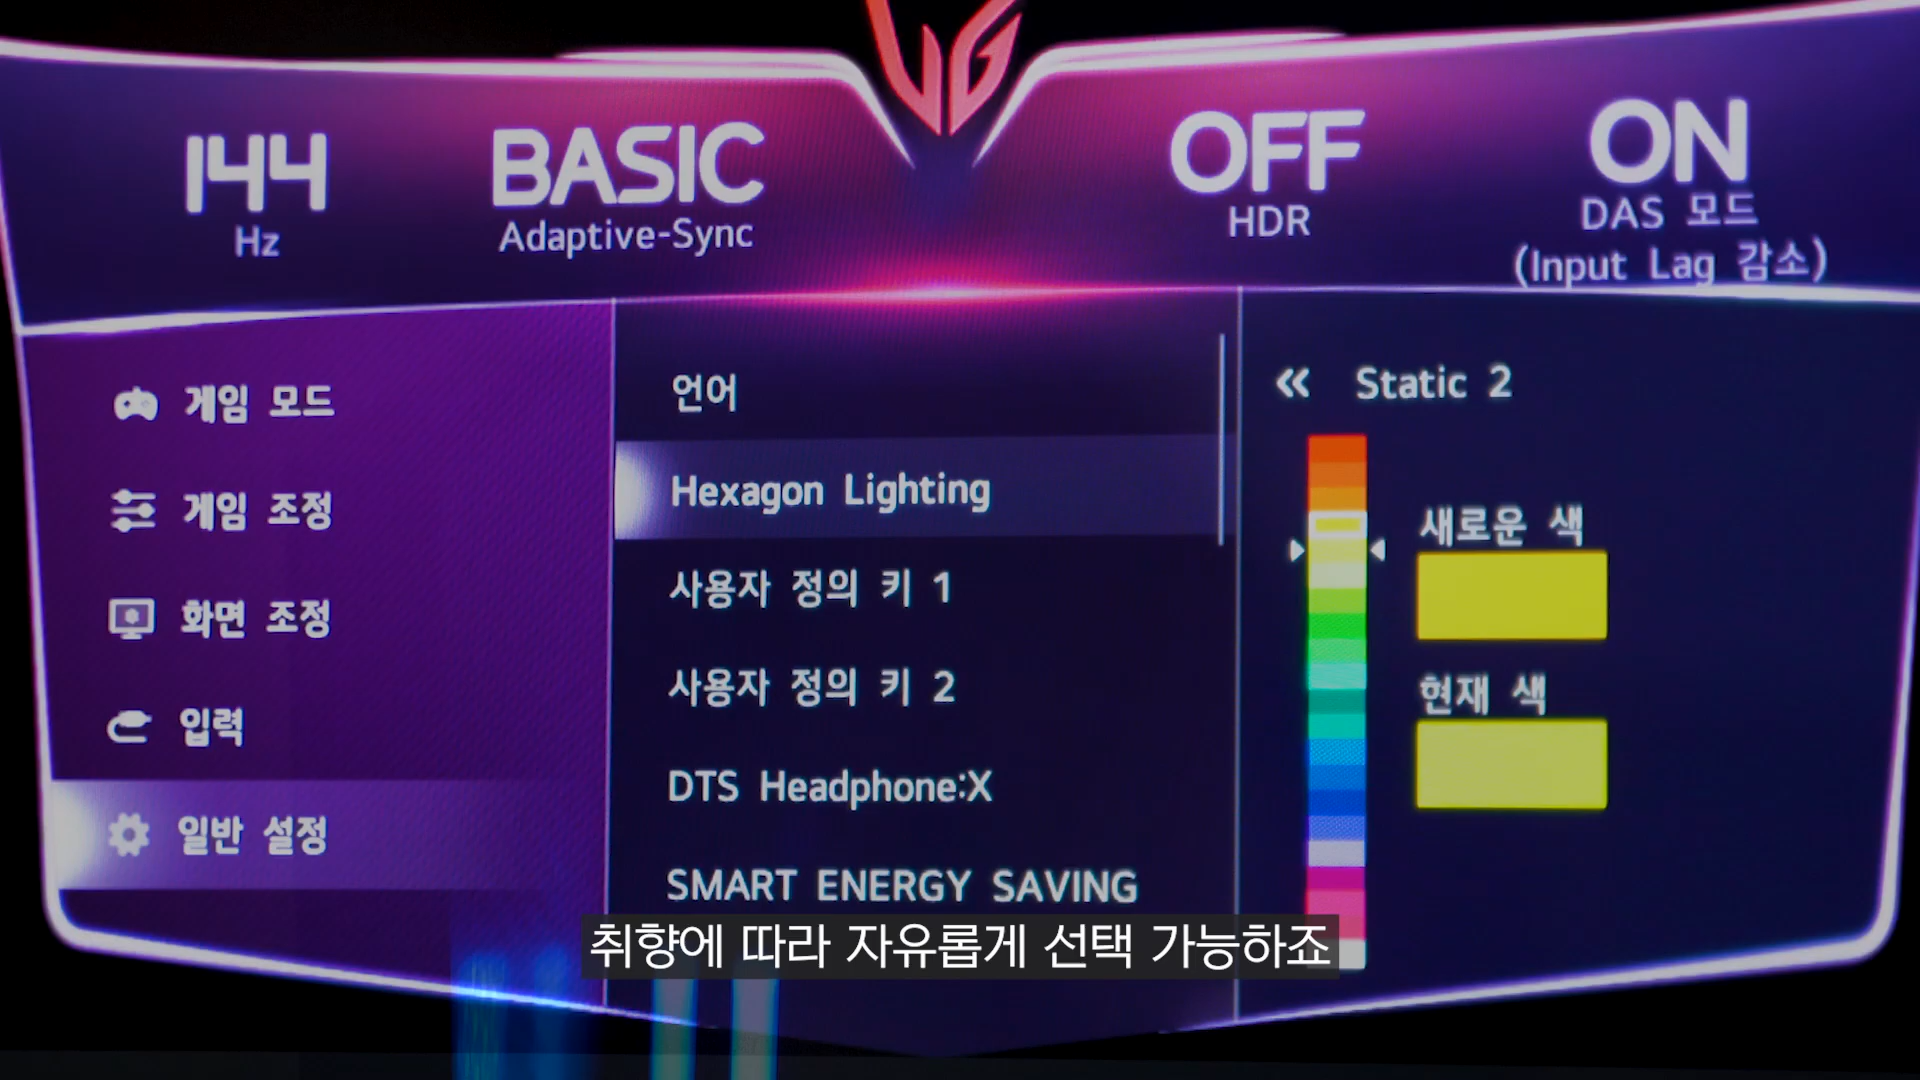 UG
144
Hz
BASIC
Adaptive-Sync
OFF
HDR
ON
DAS 모드
(Input Lag 감소)
게임 모드
게임 조정
화면 조정
입력
일반 설정
언어
Hexagon Lighting
사용자 정의 키 1
사용자 정의 키 2
DTS Headphone:X
SMART ENERGY SAVING
« Static 2
새로운 색
현재 색
취향에 따라 자유롭게 선택 가능하죠